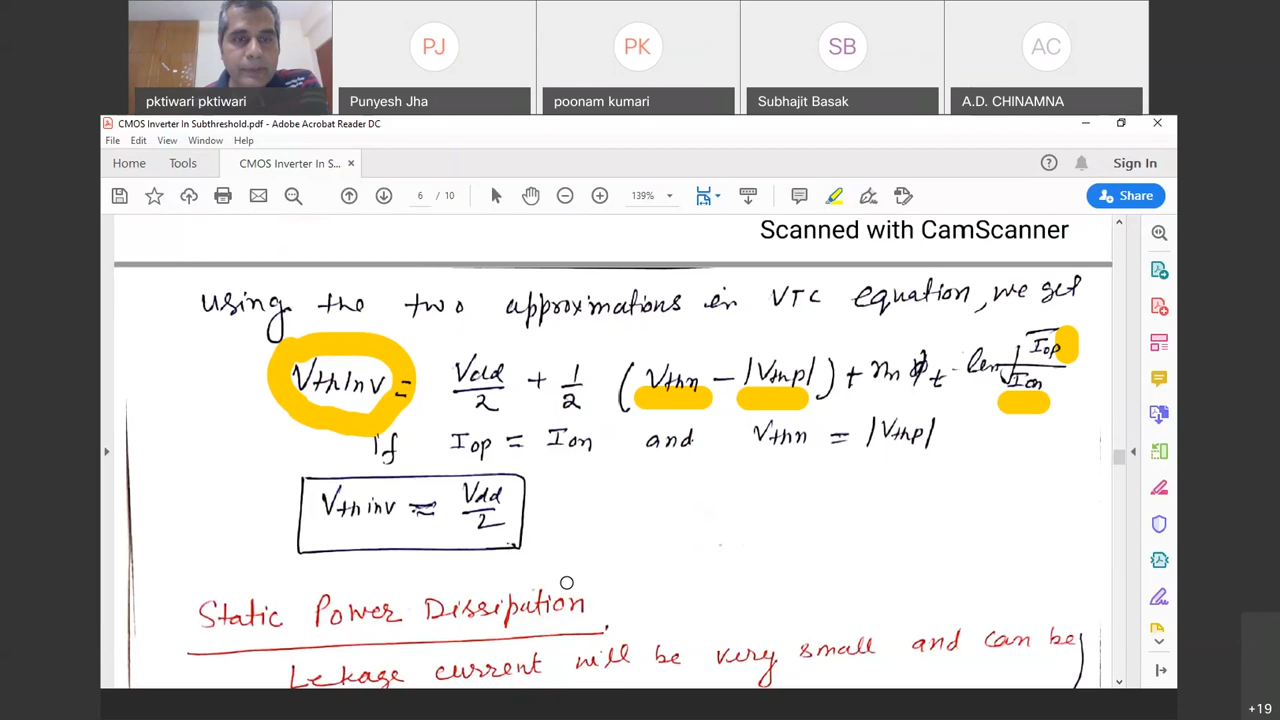 PJ
PK
SB
AC
pktiwari pktiwari
Punyesh Jha
poonam kumari
Subhajit Basak
A.D. CHINAMNA
CMOS Inverter In Subthreshold.pdf - Adobe Acrobat Reader DC
File Edit View Window Help
Home Tools CMOS Inverter In S... × Sign In
6 / 10 139% Share
Scanned with CamScanner
using the two approximations in VTC equation, we get
Vthinv = Vdd/2 + 1/2 (Vthn - |Vthp|) + m ϕt · ln √Iop/Ion
if Iop = Ion and Vthn = |Vthp|
Vthinv ≈ Vdd/2
Static Power Dissipation
Leakage current will be very small and can be
+19